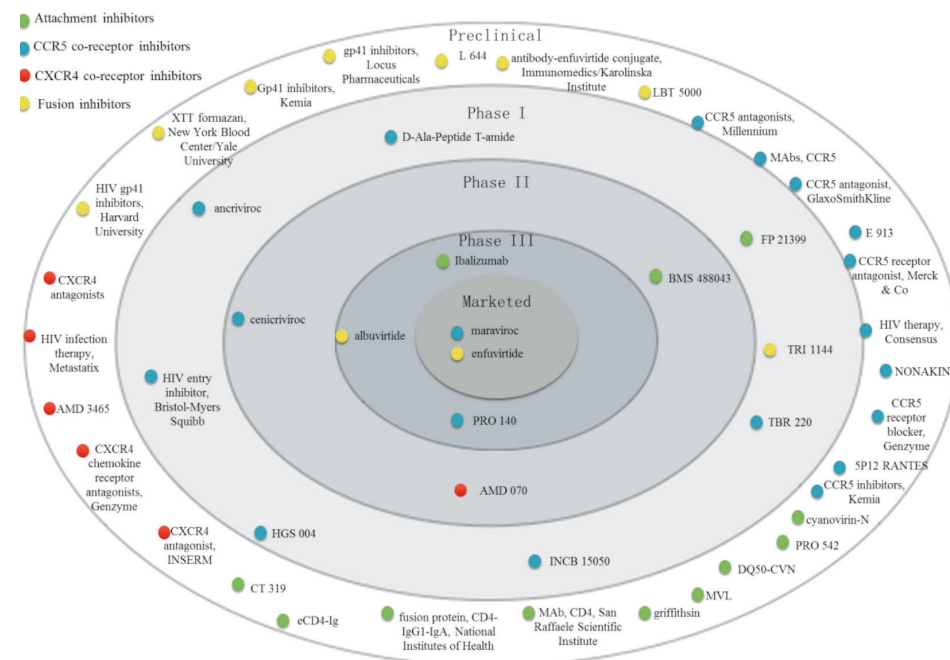 Attachment inhibitors
CCR5 co-receptor inhibitors
CXCR4 co-receptor inhibitors
Fusion inhibitors
Preclinical
gp41 inhibitors,
Locus
Pharmaceuticals
L 644
antibody-enfuvirtide conjugate,
Immunomedics/Karolinska
Institute
Gp41 inhibitors,
Kemia
LBT 5000
XTT formazan,
New York Blood
Center/Yale
University
Phase I
D-Ala-Peptide T-amide
CCR5 antagonists,
Millennium
MAbs, CCR5
CCR5 antagonist,
GlaxoSmithKline
HIV gp41
inhibitors,
Harvard
University
ancriviroc
Phase II
FP 21399
E 913
CCR5 receptor
antagonist, Merck
& Co
Phase III
Ibalizumab
BMS 488043
CXCR4
antagonists
Marketed
cenicriviroc
albuvirtide
maraviroc
enfuvirtide
HIV infection
therapy,
Metastatix
HIV therapy,
Consensus
TRI 1144
NONAKIN
HIV entry
inhibitor,
Bristol-Myers
Squibb
AMD 3465
PRO 140
TBR 220
CCR5
receptor
blocker,
Genzyme
CXCR4
chemokine
receptor
antagonists,
Genzyme
5P12 RANTES
CCR5 inhibitors,
Kemia
AMD 070
cyanovirin-N
CXCR4
antagonist,
INSERM
HGS 004
PRO 542
INCB 15050
DQ50-CVN
CT 319
MVL
eCD4-Ig
fusion protein, CD4-
IgG1-IgA, National
Institutes of Health
MAb, CD4, San
Raffaele Scientific
Institute
griffithsin